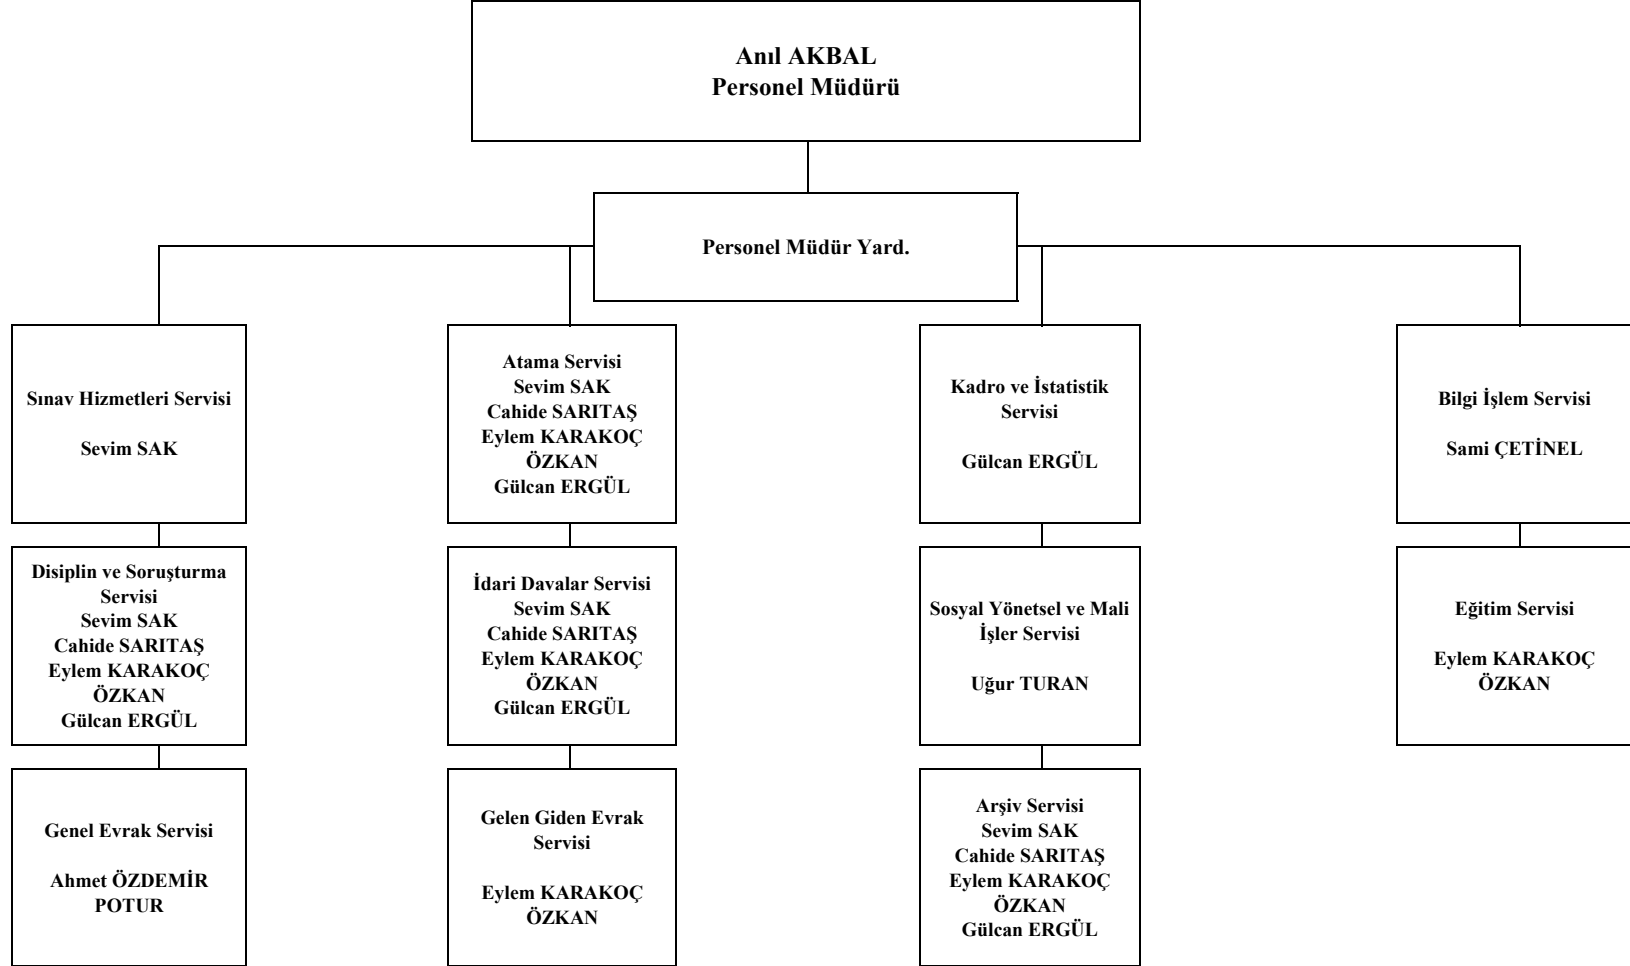 Anıl AKBAL
Personel Müdürü
Personel Müdür Yard.
Sınav Hizmetleri Servisi
Sevim SAK
Atama Servisi
Sevim SAK
Cahide SARITAŞ
Eylem KARAKOÇ
ÖZKAN
Gülcan ERGÜL
Kadro ve İstatistik
Servisi
Gülcan ERGÜL
Bilgi İşlem Servisi
Sami ÇETİNEL
Disiplin ve Soruşturma
Servisi
Sevim SAK
Cahide SARITAŞ
Eylem KARAKOÇ
ÖZKAN
Gülcan ERGÜL
İdari Davalar Servisi
Sevim SAK
Cahide SARITAŞ
Eylem KARAKOÇ
ÖZKAN
Gülcan ERGÜL
Sosyal Yönetsel ve Mali
İşler Servisi
Uğur TURAN
Eğitim Servisi
Eylem KARAKOÇ
ÖZKAN
Genel Evrak Servisi
Ahmet ÖZDEMİR
POTUR
Gelen Giden Evrak
Servisi
Eylem KARAKOÇ
ÖZKAN
Arşiv Servisi
Sevim SAK
Cahide SARITAŞ
Eylem KARAKOÇ
ÖZKAN
Gülcan ERGÜL